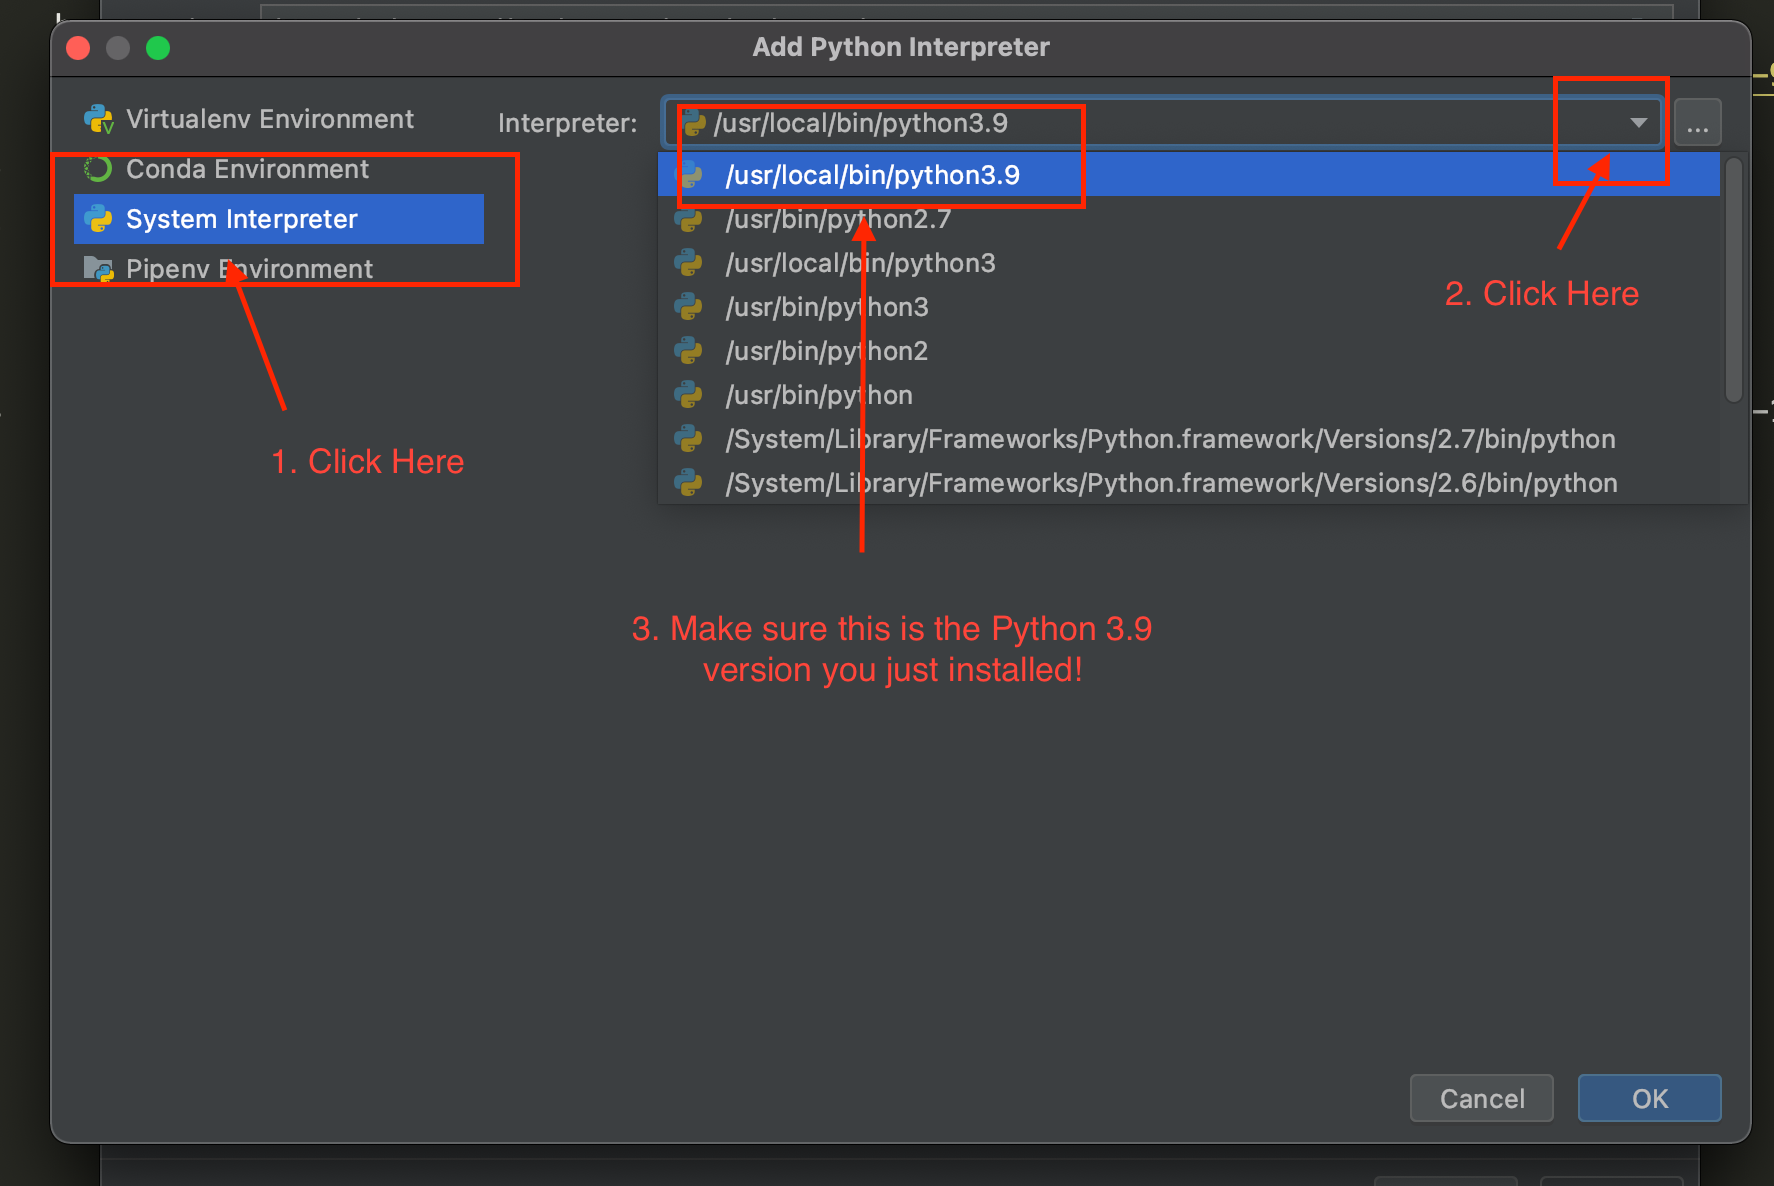 Add Python Interpreter
Virtualenv Environment
Conda Environment
System Interpreter
Pipenv Environment
Interpreter:
/usr/local/bin/python3.9
...
/usr/local/bin/python3.9
/usr/bin/python2.7
/usr/local/bin/python3
/usr/bin/python3
/usr/bin/python2
/usr/bin/python
/System/Library/Frameworks/Python.framework/Versions/2.7/bin/python
/System/Library/Frameworks/Python.framework/Versions/2.6/bin/python
1. Click Here
2. Click Here
3. Make sure this is the Python 3.9
version you just installed!
Cancel
OK